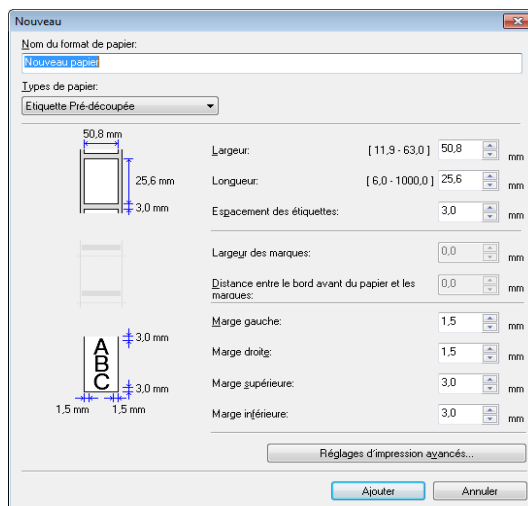 Nouveau
Nom du format de papier:
Nouveau papier
Types de papier:
Etiquette Pré-découpée
50,8 mm
25,6 mm
3,0 mm
Largeur: [ 11,9 - 63,0 ] 50,8 mm
Longueur: [ 6,0 - 1000,0 ] 25,6 mm
Espacement des étiquettes: 3,0 mm
Largeur des marques: 0,0 mm
Distance entre le bord avant du papier et les
marques: 0,0 mm
3,0 mm
ABC
3,0 mm
1,5 mm 1,5 mm
Marge gauche: 1,5 mm
Marge droite: 1,5 mm
Marge supérieure: 3,0 mm
Marge inférieure: 3,0 mm
Réglages d'impression avancés...
Ajouter Annuler